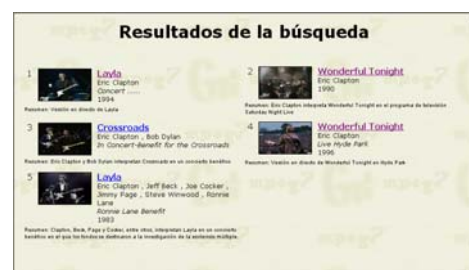 Resultados de la búsqueda
1 Layla
Eric Clapton
Concert .....
1994
Resumen: Versión en directo de Layla
2 Wonderful Tonight
Eric Clapton
1990
Resumen: Eric Clapton interpreta Wonderful Tonight en el programa de televisión
Saturday Night Live
3 Crossroads
Eric Clapton , Bob Dylan
In Concert-Benefit for the Crossroads
Resumen: Eric Clapton y Bob Dylan interpretan Crossroads en un concierto benéfico
4 Wonderful Tonight
Eric Clapton
Live Hyde Park
1996
Resumen: Versión en directo de Wonderful Tonight en Hyde Park
5 Layla
Eric Clapton , Jeff Beck , Joe Cocker ,
Jimmy Page , Steve Winwood , Ronnie
Lane
Ronnie Lane Benefit
1983
Resumen: Clapton, Beck, Page y Cocker, entre otros, interpretan Layla en un concierto
benéfico en el que los fondos se destinaron a la investigación de la esclerosis múltiple.